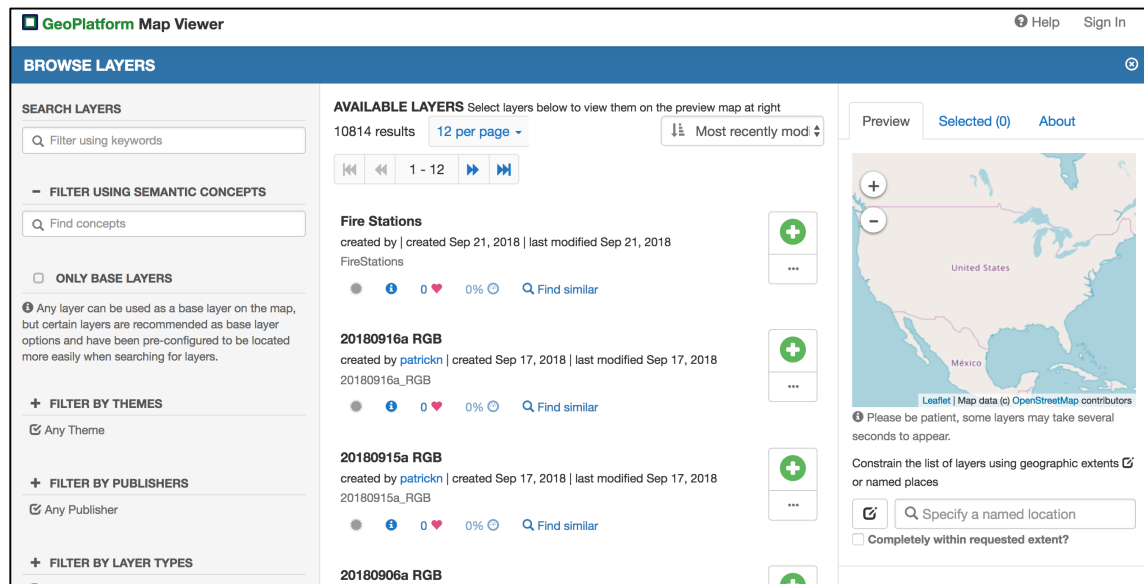 GeoPlatform Map Viewer
Help Sign In
BROWSE LAYERS
SEARCH LAYERS
Filter using keywords
FILTER USING SEMANTIC CONCEPTS
Find concepts
ONLY BASE LAYERS
Any layer can be used as a base layer on the map,
but certain layers are recommended as base layer
options and have been pre-configured to be located
more easily when searching for layers.
FILTER BY THEMES
Any Theme
FILTER BY PUBLISHERS
Any Publisher
FILTER BY LAYER TYPES
AVAILABLE LAYERS Select layers below to view them on the preview map at right
10814 results 12 per page Most recently modi
1 - 12
Fire Stations
created by | created Sep 21, 2018 | last modified Sep 21, 2018
FireStations
0 0% Find similar
20180916a RGB
created by patrickn | created Sep 17, 2018 | last modified Sep 17, 2018
20180916a_RGB
0 0% Find similar
20180915a RGB
created by patrickn | created Sep 17, 2018 | last modified Sep 17, 2018
20180915a_RGB
0 0% Find similar
20180906a RGB
Preview Selected (0) About
+
-
United States
México
Leaflet | Map data (c) OpenStreetMap contributors
Please be patient, some layers may take several
seconds to appear.
Constrain the list of layers using geographic extents
or named places
Specify a named location
Completely within requested extent?